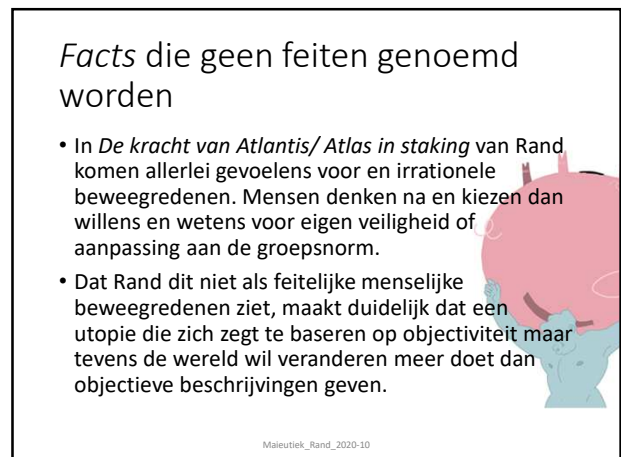 Facts die geen feiten genoemd
worden
• In De kracht van Atlantis/ Atlas in staking van Rand
komen allerlei gevoelens voor en irrationele
beweegredenen. Mensen denken na en kiezen dan
willens en wetens voor eigen veiligheid of
aanpassing aan de groepsnorm.
• Dat Rand dit niet als feitelijke menselijke
beweegredenen ziet, maakt duidelijk dat een
utopie die zich zegt te baseren op objectiviteit maar
tevens de wereld wil veranderen meer doet dan
objectieve beschrijvingen geven.
Maieutiek_Rand_2020-10